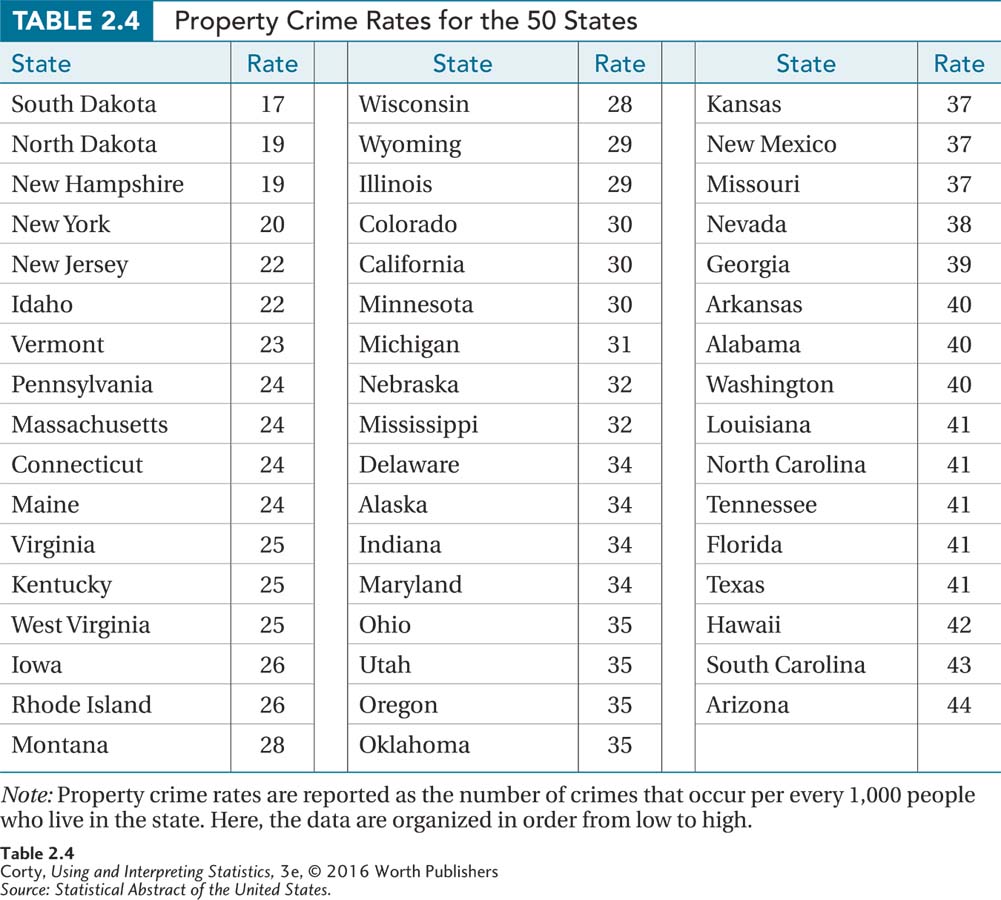 TABLE 2.4 Property Crime Rates for the 50 States
State Rate State Rate State Rate
South Dakota 17 Wisconsin 28 Kansas 37
North Dakota 19 Wyoming 29 New Mexico 37
New Hampshire 19 Illinois 29 Missouri 37
New York 20 Colorado 30 Nevada 38
New Jersey 22 California 30 Georgia 39
Idaho 22 Minnesota 30 Arkansas 40
Vermont 23 Michigan 31 Alabama 40
Pennsylvania 24 Nebraska 32 Washington 40
Massachusetts 24 Mississippi 32 Louisiana 41
Connecticut 24 Delaware 34 North Carolina 41
Maine 24 Alaska 34 Tennessee 41
Virginia 25 Indiana 34 Florida 41
Kentucky 25 Maryland 34 Texas 41
West Virginia 25 Ohio 35 Hawaii 42
Iowa 26 Utah 35 South Carolina 43
Rhode Island 26 Oregon 35 Arizona 44
Montana 28 Oklahoma 35
Note: Property crime rates are reported as the number of crimes that occur per every 1,000 people
who live in the state. Here, the data are organized in order from low to high.
Table 2.4
Corty, Using and Interpreting Statistics, 3e, © 2016 Worth Publishers
Source: Statistical Abstract of the United States.